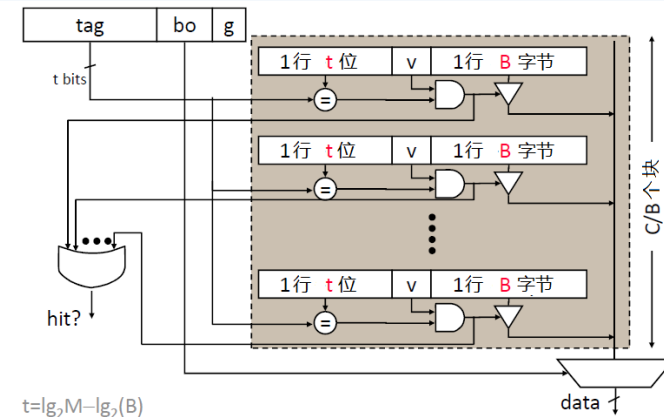 tag bo g
t bits
1行 t 位 v 1行 B 字节
=
1行 t 位 v 1行 B 字节
=
C/B 个块
1行 t 位 v 1行 B 字节
=
hit?
data
t=lg₂M–lg₂(B)